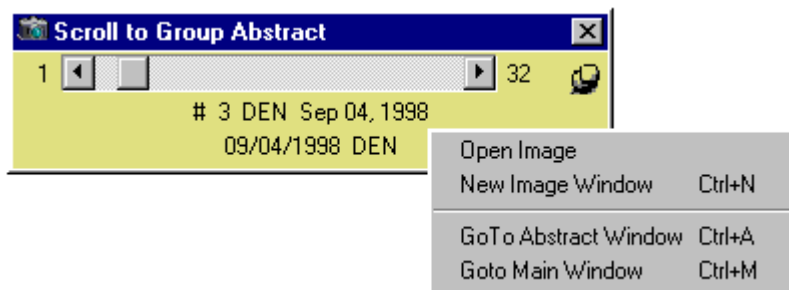 Scroll to Group Abstract
1 32
# 3 DEN Sep 04, 1998
09/04/1998 DEN
Open Image
New Image Window Ctrl+N
GoTo Abstract Window Ctrl+A
Goto Main Window Ctrl+M